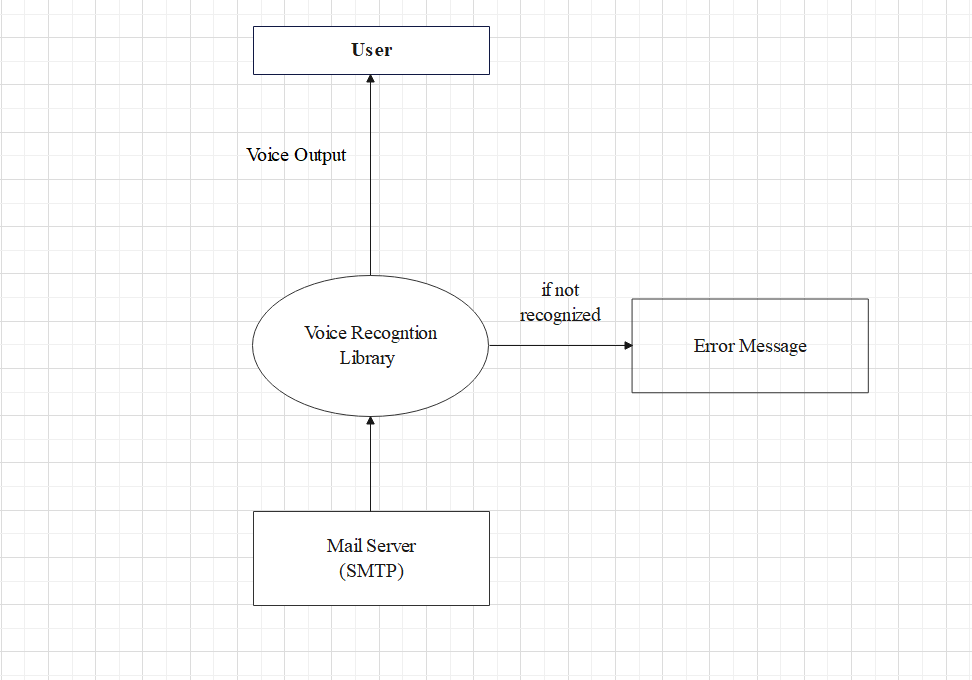 User
Voice Output
if not
recognized
Voice Recogntion
Library
Error Message
Mail Server
(SMTP)